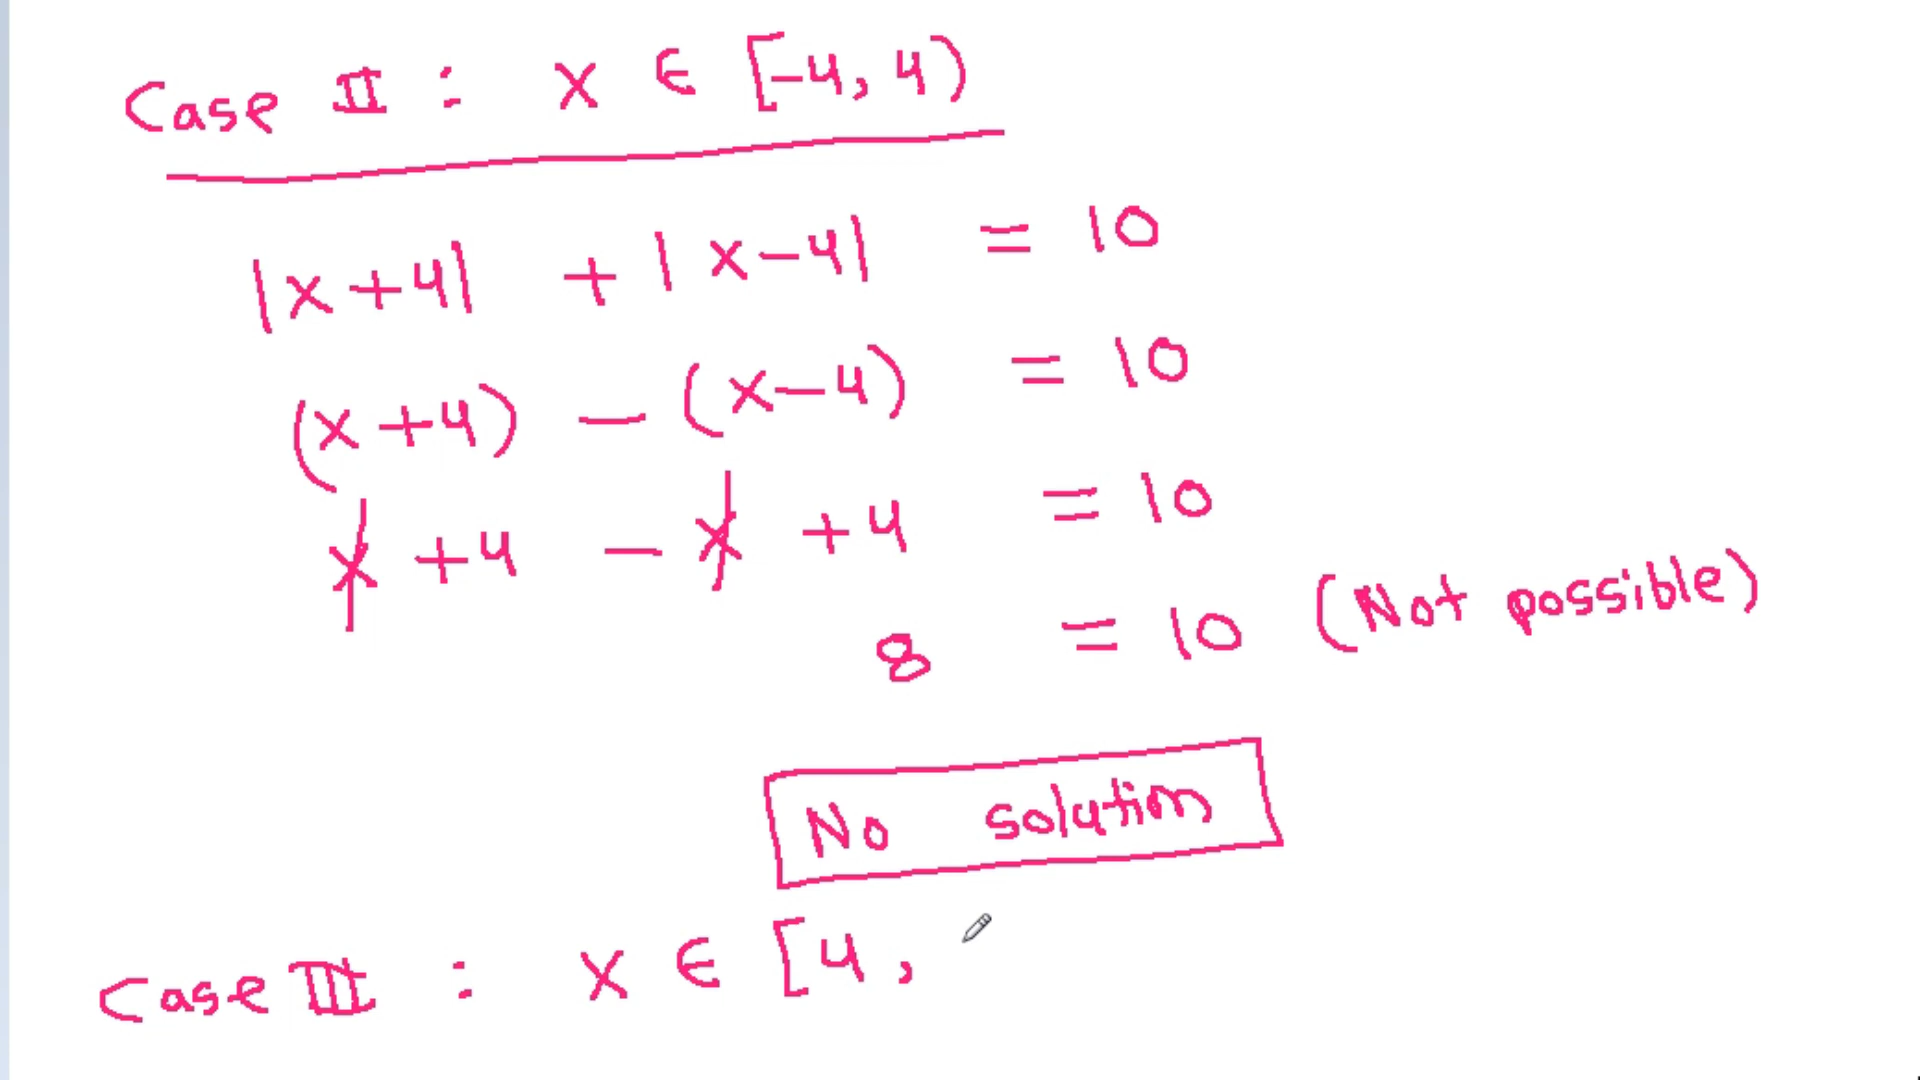 Case II : x ∈ [-4, 4)
|x+4| + |x-4| = 10
(x+4) - (x-4) = 10
x +4 - x +4 = 10
8 = 10 (Not possible)
No solution
Case III : x ∈ [4,